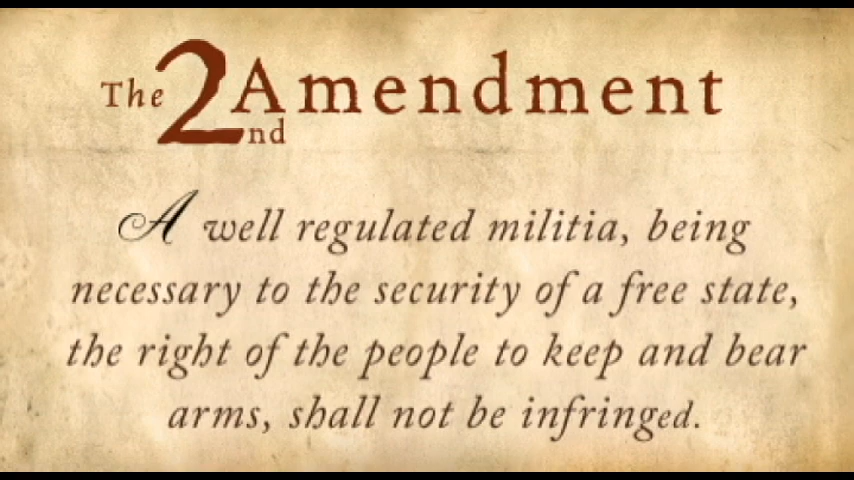 The 2nd Amendment
A well regulated militia, being
necessary to the security of a free state,
the right of the people to keep and bear
arms, shall not be infringed.